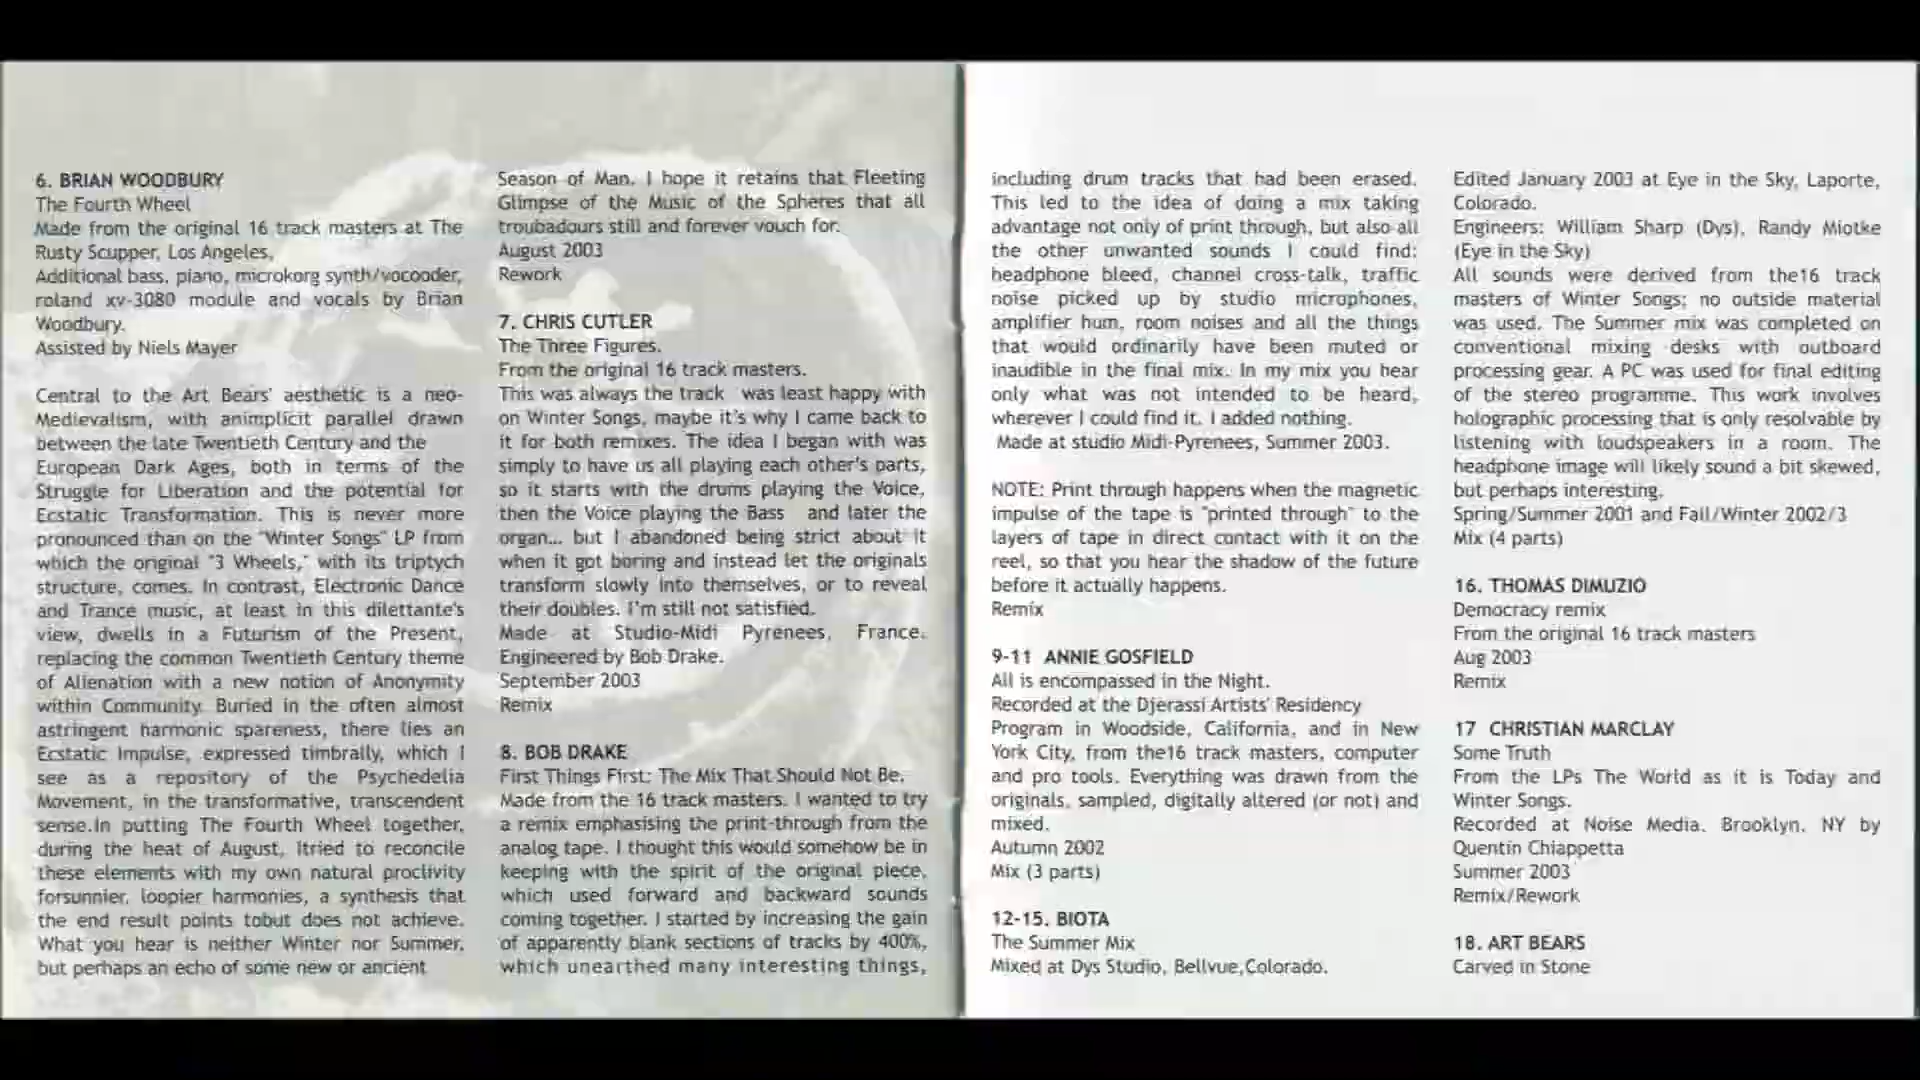 6. BRIAN WOODBURY
The Fourth Wheel
Made from the original 16 track masters at The
Rusty Scupper, Los Angeles,
Additional bass, piano, microkorg synth/vocoder,
roland xv-3080 module and vocals by Brian
Woodbury.
Assisted by Niels Mayer
Central to the Art Bears' aesthetic is a neo-
Medievalism, with animplicit parallel drawn
between the late Twentieth Century and the
European Dark Ages, both in terms of the
Struggle for Liberation and the potential for
Ecstatic Transformation. This is never more
pronounced than on the "Winter Songs" LP from
which the original "3 Wheels," with its triptych
structure, comes. In contrast, Electronic Dance
and Trance music, at least in this dilettante's
view, dwells in a Futurism of the Present,
replacing the common Twentieth Century theme
of Alienation with a new notion of Anonymity
within Community. Buried in the often almost
astringent harmonic spareness, there lies an
Ecstatic Impulse, expressed timbrally, which I
see as a repository of the Psychedelia
Movement, in the transformative, transcendent
sense.In putting The Fourth Wheel together,
during the heat of August, Itried to reconcile
these elements with my own natural proclivity
forsunnier, loopier harmonies, a synthesis that
the end result points tobut does not achieve.
What you hear is neither Winter nor Summer,
but perhaps an echo of some new or ancient
Season of Man. I hope it retains that Fleeting
Glimpse of the Music of the Spheres that all
troubadours still and forever vouch for.
August 2003
Rework
7. CHRIS CUTLER
The Three Figures.
From the original 16 track masters.
This was always the track was least happy with
on Winter Songs, maybe it's why I came back to
it for both remixes. The idea I began with was
simply to have us all playing each other's parts,
so it starts with the drums playing the Voice,
then the Voice playing the Bass and later the
organ... but I abandoned being strict about it
when it got boring and instead let the originals
transform slowly into themselves, or to reveal
their doubles. I'm still not satisfied.
Made at Studio-Midi Pyrenees, France.
Engineered by Bob Drake.
September 2003
Remix
8. BOB DRAKE
First Things First: The Mix That Should Not Be.
Made from the 16 track masters. I wanted to try
a remix emphasising the print-through from the
analog tape. I thought this would somehow be in
keeping with the spirit of the original piece,
which used forward and backward sounds
coming together. I started by increasing the gain
of apparently blank sections of tracks by 400%,
which unearthed many interesting things,
including drum tracks that had been erased.
This led to the idea of doing a mix taking
advantage not only of print through, but also all
the other unwanted sounds I could find:
headphone bleed, channel cross-talk, traffic
noise picked up by studio microphones,
amplifier hum, room noises and all the things
that would ordinarily have been muted or
inaudible in the final mix. In my mix you hear
only what was not intended to be heard,
wherever I could find it. I added nothing.
Made at studio Midi-Pyrenees, Summer 2003.
NOTE: Print through happens when the magnetic
impulse of the tape is "printed through" to the
layers of tape in direct contact with it on the
reel, so that you hear the shadow of the future
before it actually happens.
Remix
9-11 ANNIE GOSFIELD
All is encompassed in the Night.
Recorded at the Djerassi Artists' Residency
Program in Woodside, California, and in New
York City, from the16 track masters, computer
and pro tools. Everything was drawn from the
originals, sampled, digitally altered (or not) and
mixed.
Autumn 2002
Mix (3 parts)
12-15. BIOTA
The Summer Mix
Mixed at Dys Studio, Bellvue,Colorado.
Edited January 2003 at Eye in the Sky, Laporte,
Colorado.
Engineers: William Sharp (Dys), Randy Miotke
(Eye in the Sky)
All sounds were derived from the16 track
masters of Winter Songs; no outside material
was used. The Summer mix was completed on
conventional mixing desks with outboard
processing gear. A PC was used for final editing
of the stereo programme. This work involves
holographic processing that is only resolvable by
listening with loudspeakers in a room. The
headphone image will likely sound a bit skewed,
but perhaps interesting.
Spring/Summer 2001 and Fall/Winter 2002/3
Mix (4 parts)
16. THOMAS DIMUZIO
Democracy remix
From the original 16 track masters
Aug 2003
Remix
17 CHRISTIAN MARCLAY
Some Truth
From the LPs The World as it is Today and
Winter Songs.
Recorded at Noise Media. Brooklyn. NY by
Quentin Chiappetta
Summer 2003
Remix/Rework
18. ART BEARS
Carved in Stone